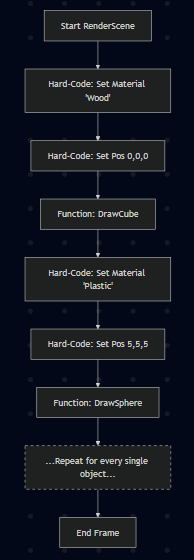 Start RenderScene
Hard-Code: Set Material
'Wood'
Hard-Code: Set Pos 0,0,0
Function: DrawCube
Hard-Code: Set Material
'Plastic'
Hard-Code: Set Pos 5,5,5
Function: DrawSphere
...Repeat for every single
object...
End Frame